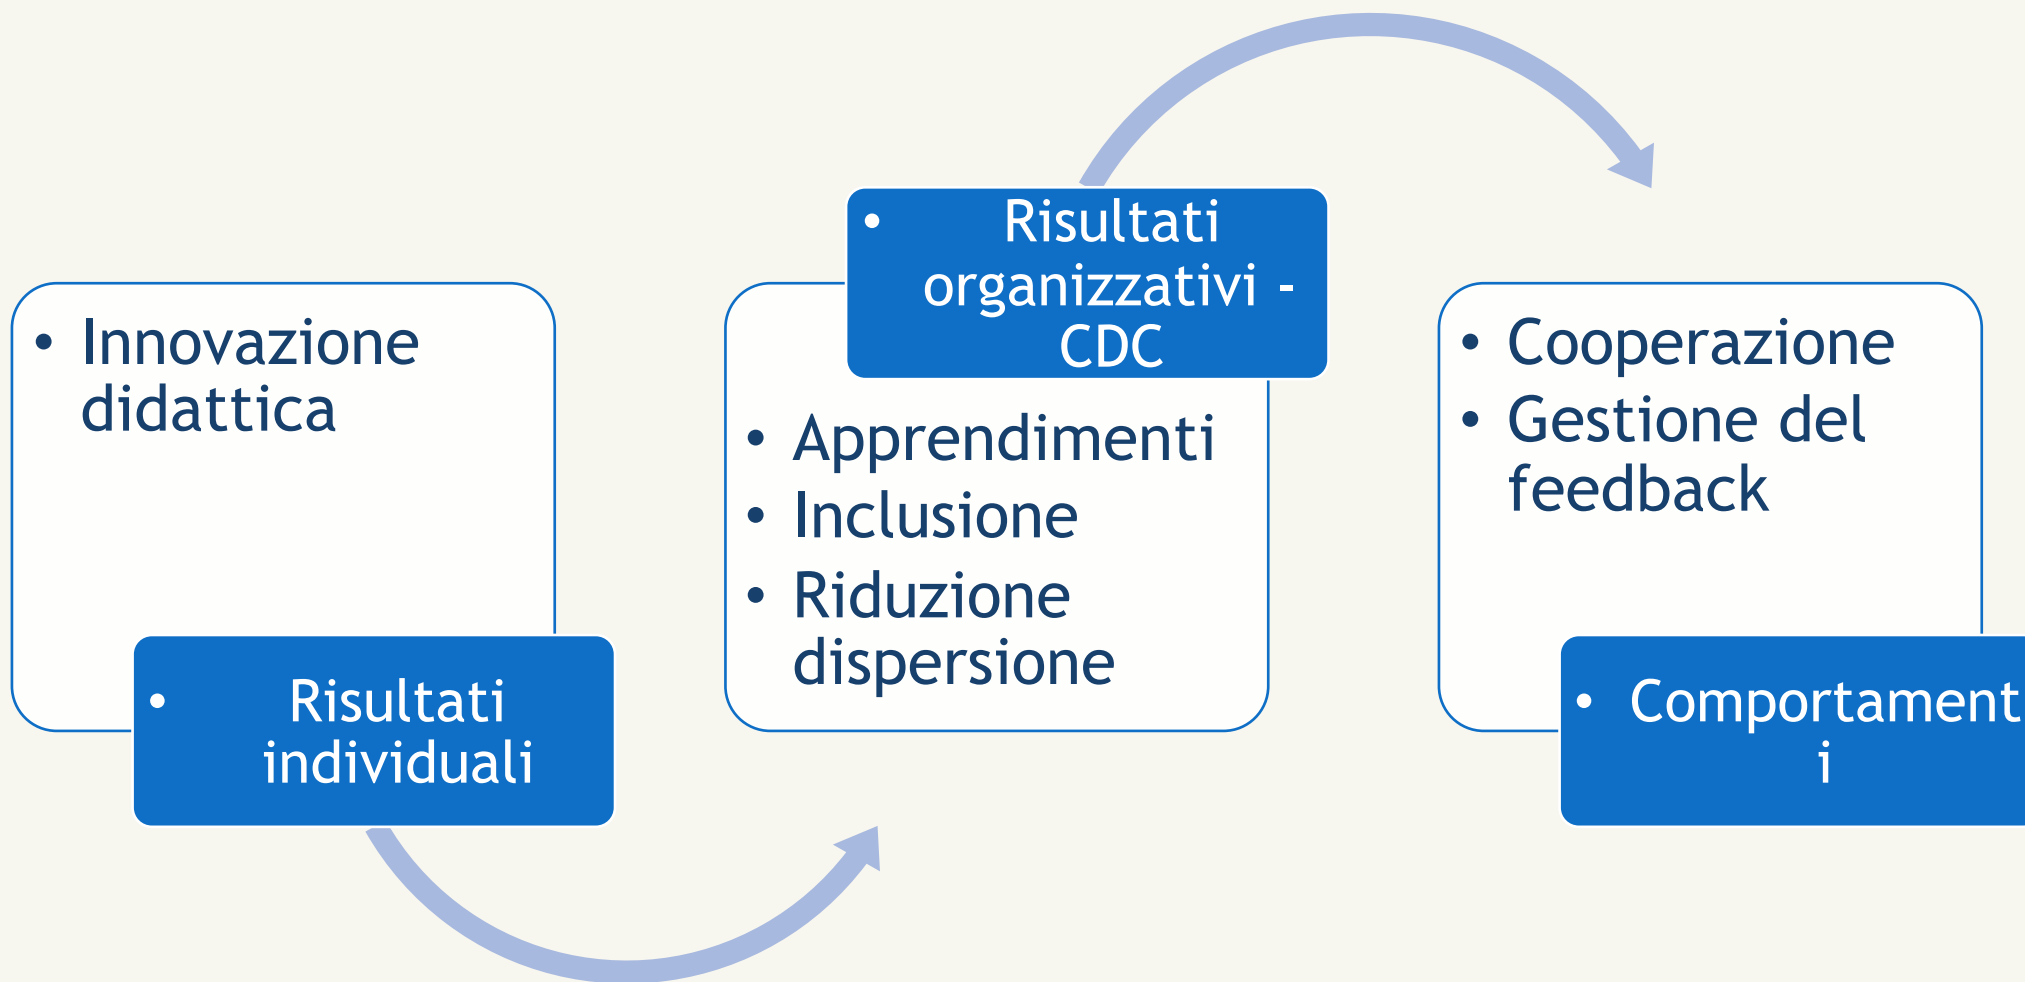 • Innovazione
didattica
• Risultati
individuali
• Risultati
organizzativi -
CDC
• Apprendimenti
• Inclusione
• Riduzione
dispersione
• Cooperazione
• Gestione del
feedback
• Comportament
i